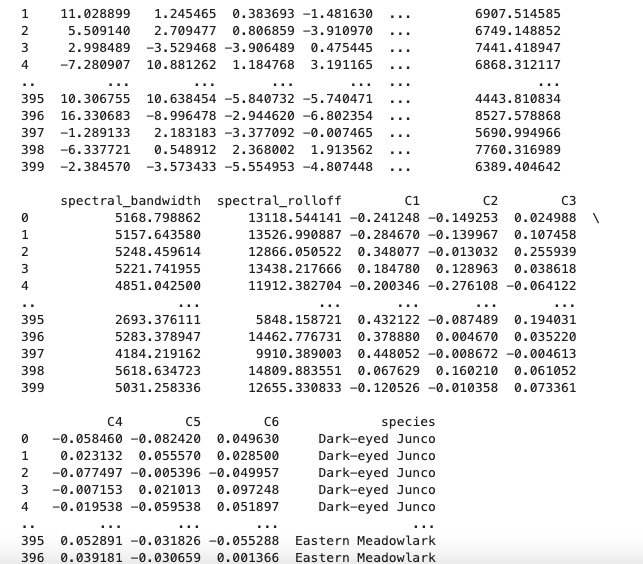 1 11.028899 1.245465 0.383693 -1.481630 ... 6907.514585
2 5.509140 2.709477 0.806859 -3.910970 ... 6749.148852
3 2.998489 -3.529468 -3.906489 0.475445 ... 7441.418947
4 -7.280907 10.881262 1.184768 3.191165 ... 6868.312117
.. ... ... ... ... ... ...
395 10.306755 10.638454 -5.840732 -5.740471 ... 4443.810834
396 16.330683 -8.996478 -2.944620 -6.802354 ... 8527.578868
397 -1.289133 2.183183 -3.377092 -0.007465 ... 5690.994966
398 -6.337721 0.548912 2.368002 1.913562 ... 7760.316989
399 -2.384570 -3.573433 -5.554953 -4.807448 ... 6389.404642
spectral_bandwidth spectral_rolloff C1 C2 C3
0 5168.798862 13118.544141 -0.241248 -0.149253 0.024988 \
1 5157.643580 13526.990887 -0.284670 -0.139967 0.107458
2 5248.459614 12866.050522 0.348077 -0.013032 0.255939
3 5221.741955 13438.217666 0.184780 0.128963 0.038618
4 4851.042500 11912.382704 -0.200346 -0.276108 -0.064122
.. ... ... ... ... ...
395 2693.376111 5848.158721 0.432122 -0.087489 0.194031
396 5283.378947 14462.776731 0.378880 0.004670 0.035220
397 4184.219162 9910.389003 0.448052 -0.008672 -0.004613
398 5618.634723 14809.883551 0.067629 0.160210 0.061052
399 5031.258336 12655.330833 -0.120526 -0.010358 0.073361
C4 C5 C6 species
0 -0.058460 -0.082420 0.049630 Dark-eyed Junco
1 0.023132 0.055570 0.028500 Dark-eyed Junco
2 -0.077497 -0.005396 -0.049957 Dark-eyed Junco
3 -0.007153 0.021013 0.097248 Dark-eyed Junco
4 -0.019538 -0.059538 0.051897 Dark-eyed Junco
.. ... ... ... ...
395 0.052891 -0.031826 -0.055288 Eastern Meadowlark
396 0.039181 -0.030659 0.001366 Eastern Meadowlark